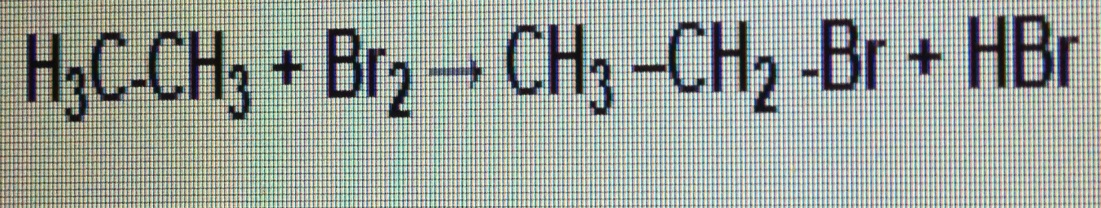 H₃C-CH₃ + Br₂ → CH₃ –CH₂ -Br + HBr